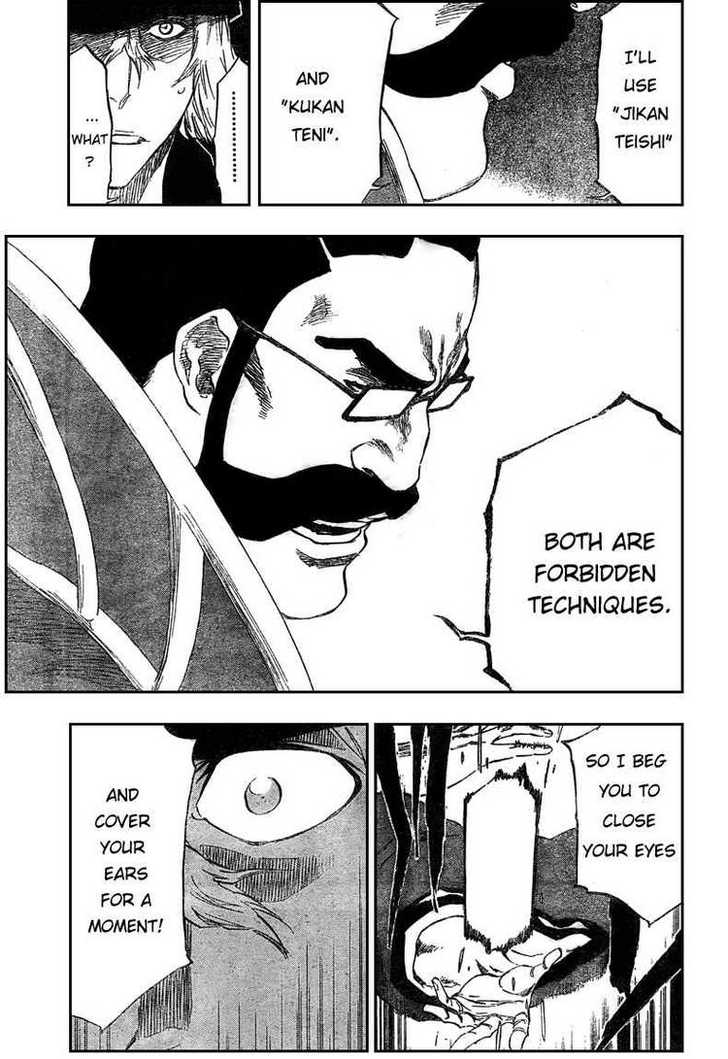 I'LL
USE
"JIKAN
TEISHI"
AND
"KUKAN
TENI".
..........
...
WHAT
?
BOTH ARE
FORBIDDEN
TECHNIQUES.
SO I BEG
YOU TO
CLOSE
YOUR EYES
AND
COVER
YOUR
EARS
FOR A
MOMENT!